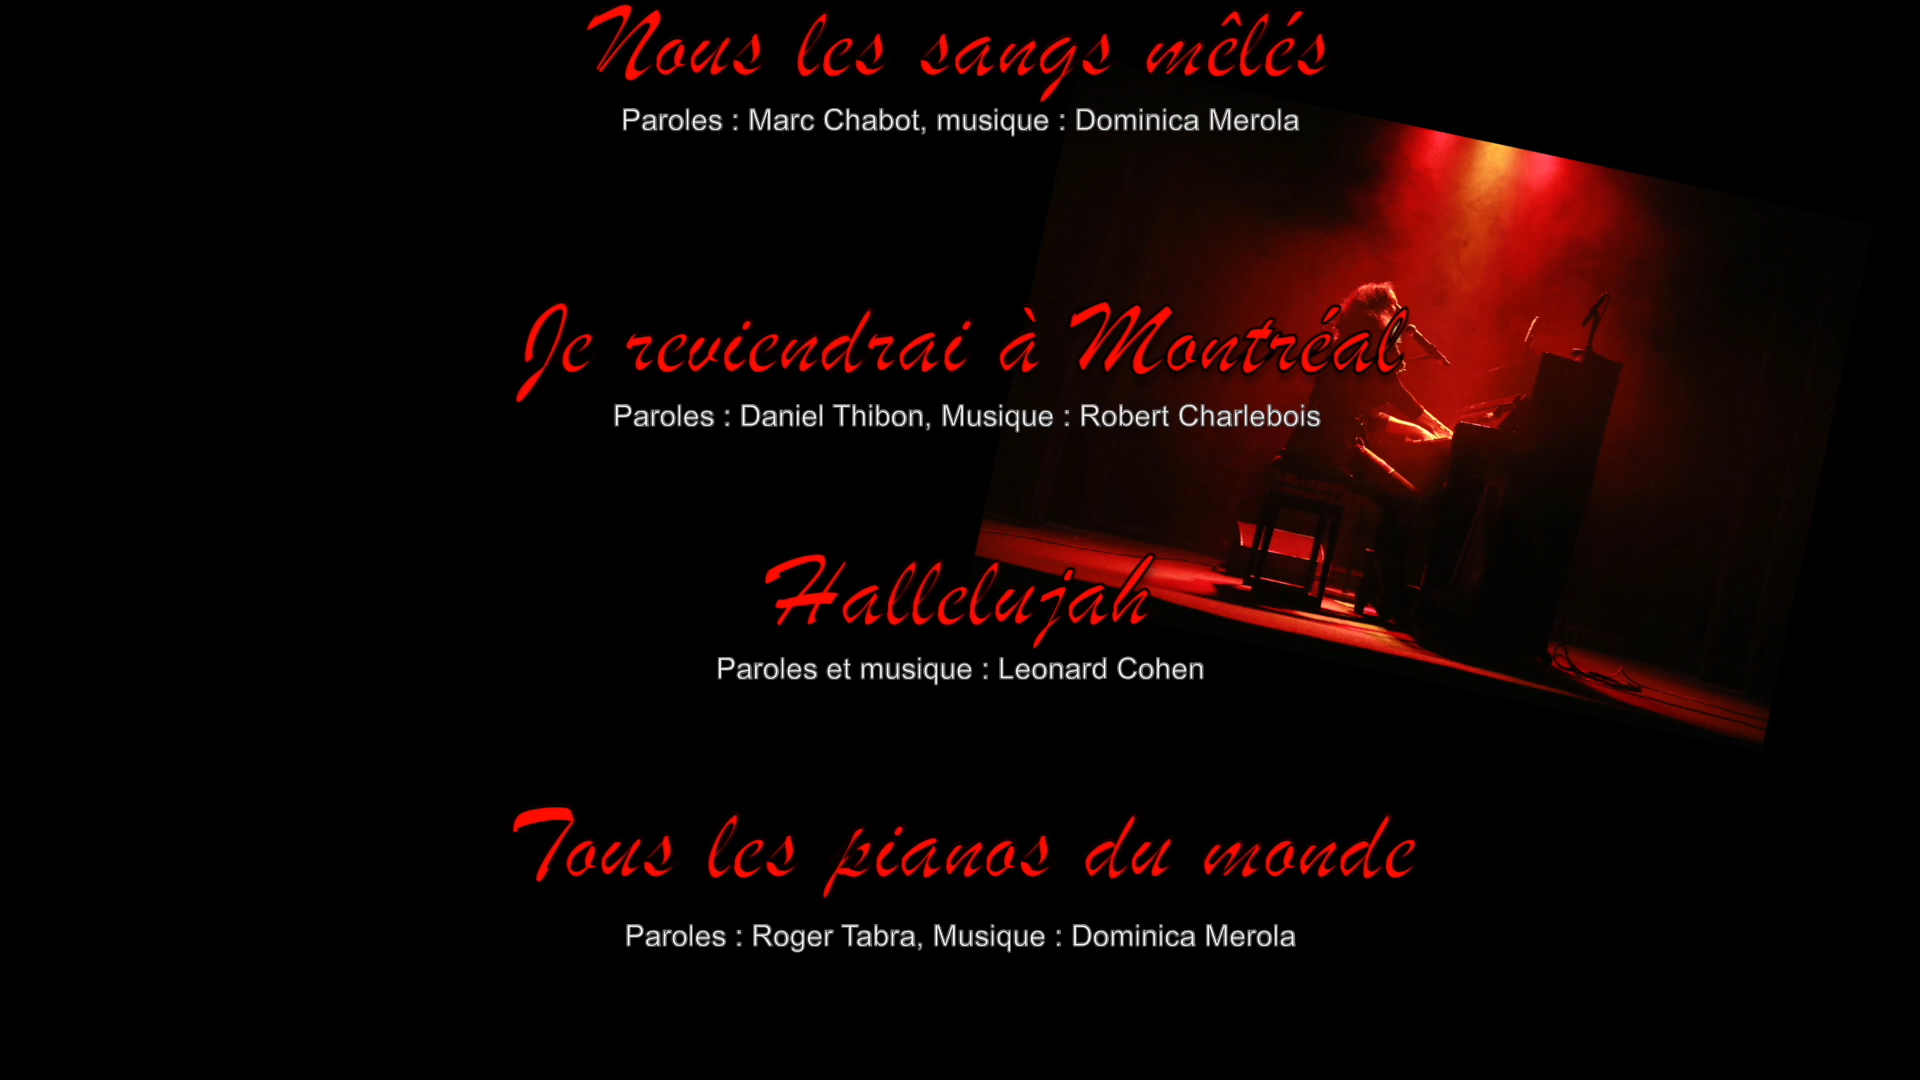 Nous les sangs mêlés
Paroles : Marc Chabot, musique : Dominica Merola
Je reviendrai à Montréal
Paroles : Daniel Thibon, Musique : Robert Charlebois
Hallelujah
Paroles et musique : Leonard Cohen
Tous les pianos du monde
Paroles : Roger Tabra, Musique : Dominica Merola